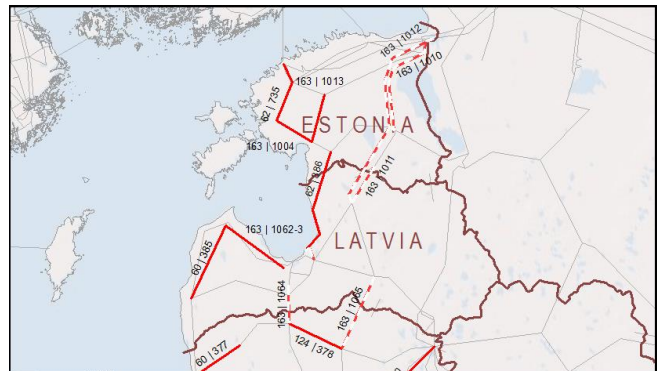 163 | 1012
163 | 1010
163 | 1013
62 | 735
ESTONIA
163 | 1004
62 | 386
163 | 1011
163 | 1062-3
LATVIA
60 | 385
163 | 1064
163 | 1065
124 | 378
60 | 377